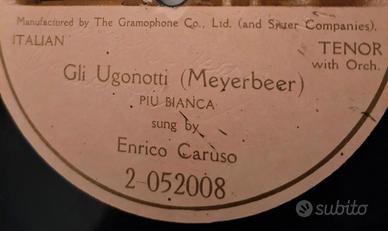 Manufactured by The Gramophone Co., Ltd. (and Sister Companies).
ITALIAN
TENOR
with Orch.
Gli Ugonotti (Meyerbeer)
PIÙ BIANCA
sung by
Enrico Caruso
2-052008
subito